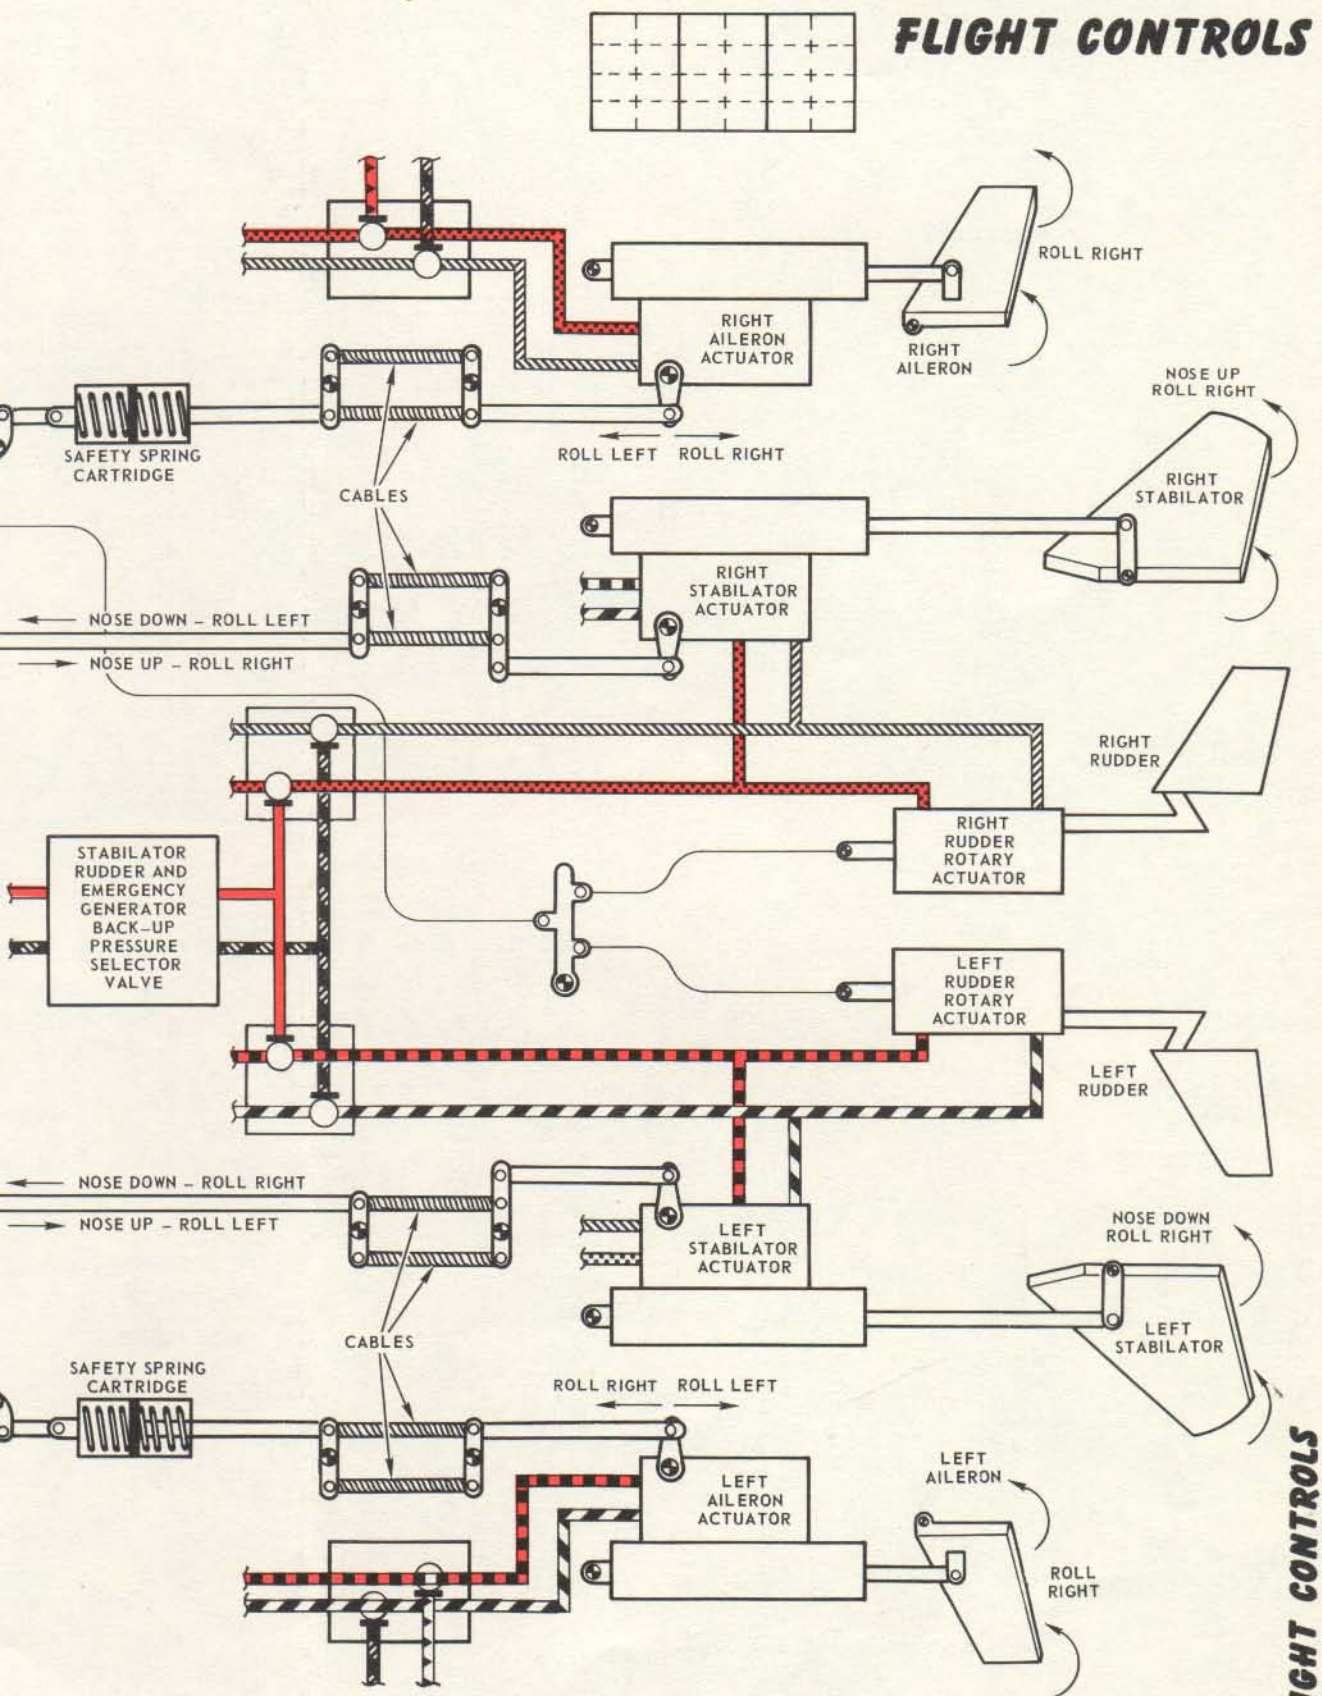 FLIGHT CONTROLS
ROLL RIGHT
RIGHT
AILERON
ACTUATOR
RIGHT
AILERON
NOSE UP
ROLL RIGHT
SAFETY SPRING
CARTRIDGE
ROLL LEFT
ROLL RIGHT
CABLES
RIGHT
STABILATOR
RIGHT
STABILATOR
ACTUATOR
NOSE DOWN – ROLL LEFT
NOSE UP – ROLL RIGHT
RIGHT
RUDDER
RIGHT
RUDDER
ROTARY
ACTUATOR
STABILATOR
RUDDER AND
EMERGENCY
GENERATOR
BACK–UP
PRESSURE
SELECTOR
VALVE
LEFT
RUDDER
ROTARY
ACTUATOR
LEFT
RUDDER
NOSE DOWN – ROLL RIGHT
NOSE UP – ROLL LEFT
LEFT
STABILATOR
ACTUATOR
NOSE DOWN
ROLL RIGHT
LEFT
STABILATOR
CABLES
SAFETY SPRING
CARTRIDGE
ROLL RIGHT
ROLL LEFT
LEFT
AILERON
ACTUATOR
LEFT
AILERON
ROLL
RIGHT
IGHT CONTROLS